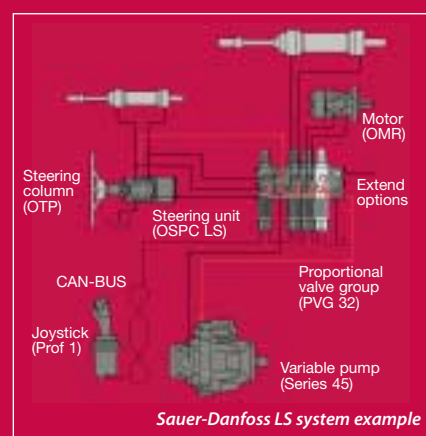 Motor
(OMR)
Steering
column
(OTP)
Extend
options
Steering unit
(OSPC LS)
CAN-BUS
Proportional
valve group
(PVG 32)
Joystick
(Prof 1)
Variable pump
(Series 45)
Sauer-Danfoss LS system example